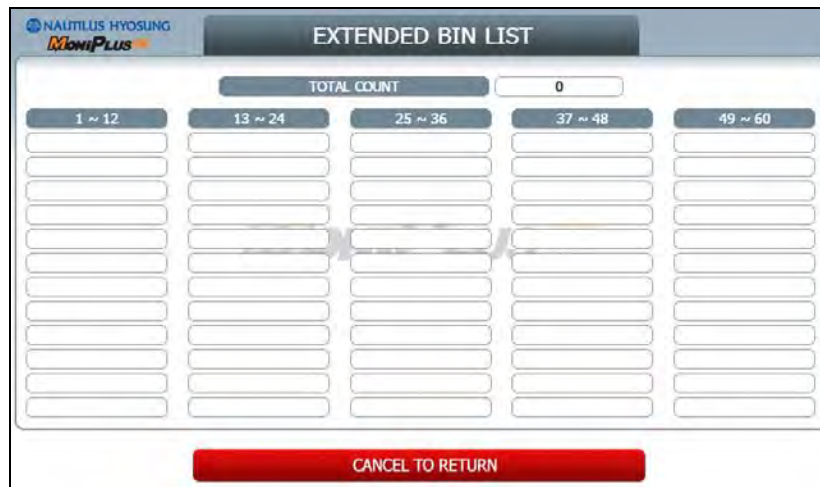 NAUTILUS HYOSUNG
MoniPlus
EXTENDED BIN LIST
TOTAL COUNT 0
1 ~ 12 13 ~ 24 25 ~ 36 37 ~ 48 49 ~ 60
CANCEL TO RETURN